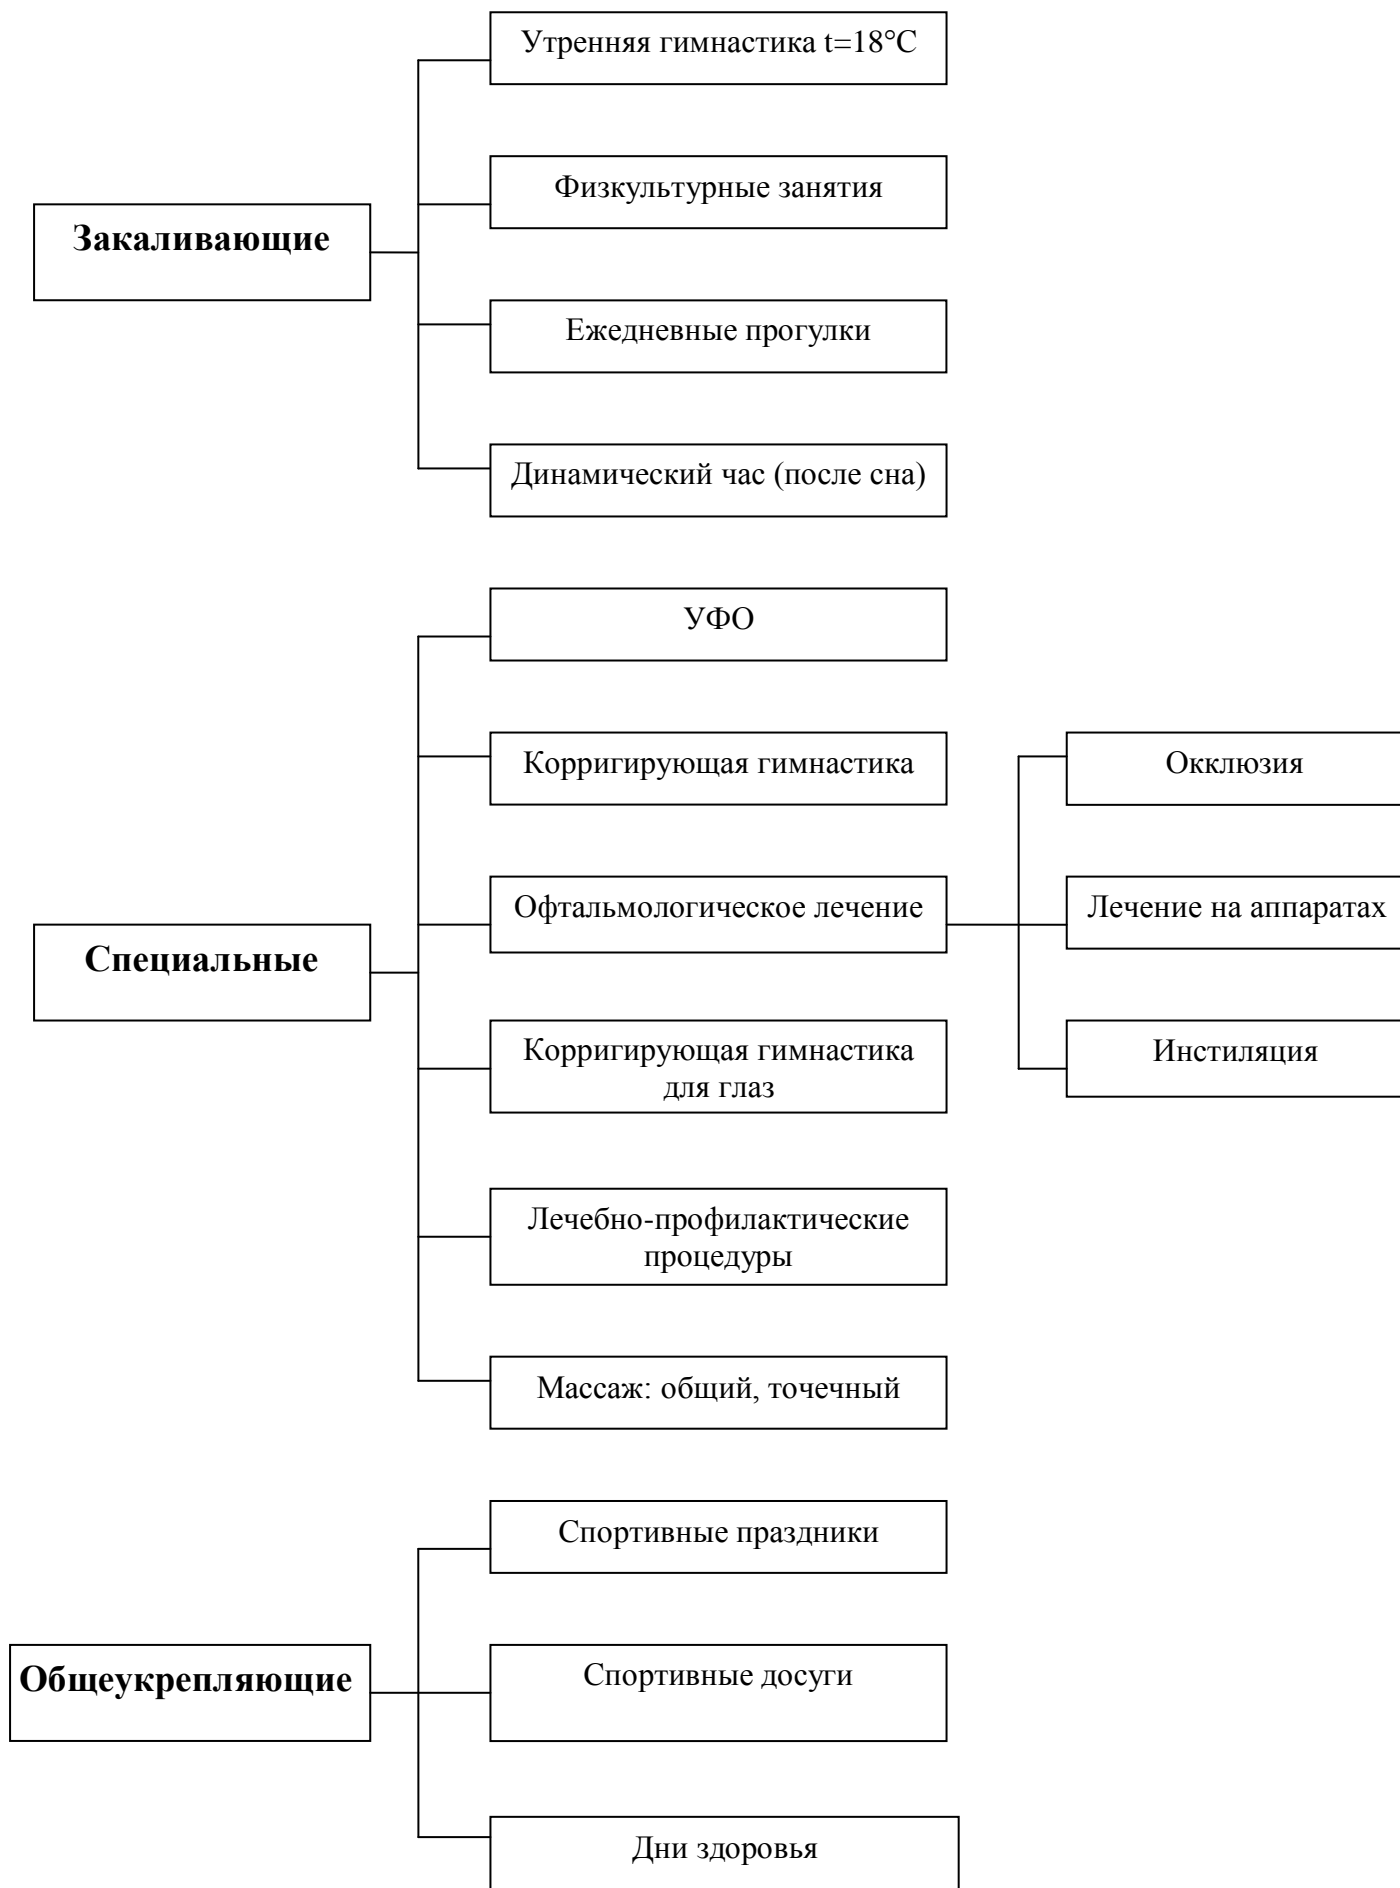 Закаливающие
Утренняя гимнастика t=18°С
Физкультурные занятия
Ежедневные прогулки
Динамический час (после сна)
Специальные
УФО
Корригирующая гимнастика
Офтальмологическое лечение
Окклюзия
Лечение на аппаратах
Инстиляция
Корригирующая гимнастика
для глаз
Лечебно-профилактические
процедуры
Массаж: общий, точечный
Общеукрепляющие
Спортивные праздники
Спортивные досуги
Дни здоровья